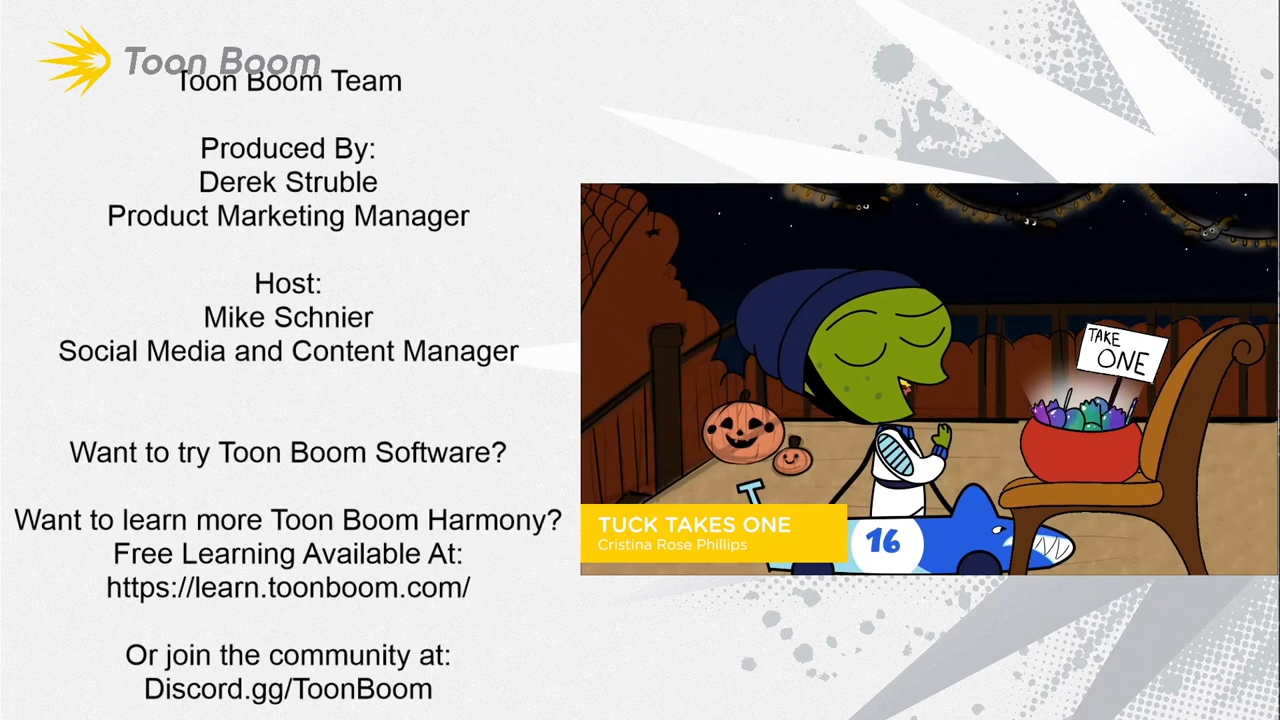 Toon Boom
Toon Boom Team
Produced By:
Derek Struble
Product Marketing Manager
Host:
Mike Schnier
Social Media and Content Manager
Want to try Toon Boom Software?
Want to learn more Toon Boom Harmony?
Free Learning Available At:
https://learn.toonboom.com/
Or join the community at:
Discord.gg/ToonBoom
TAKE
ONE
TUCK TAKES ONE
Cristina Rose Phillips
16